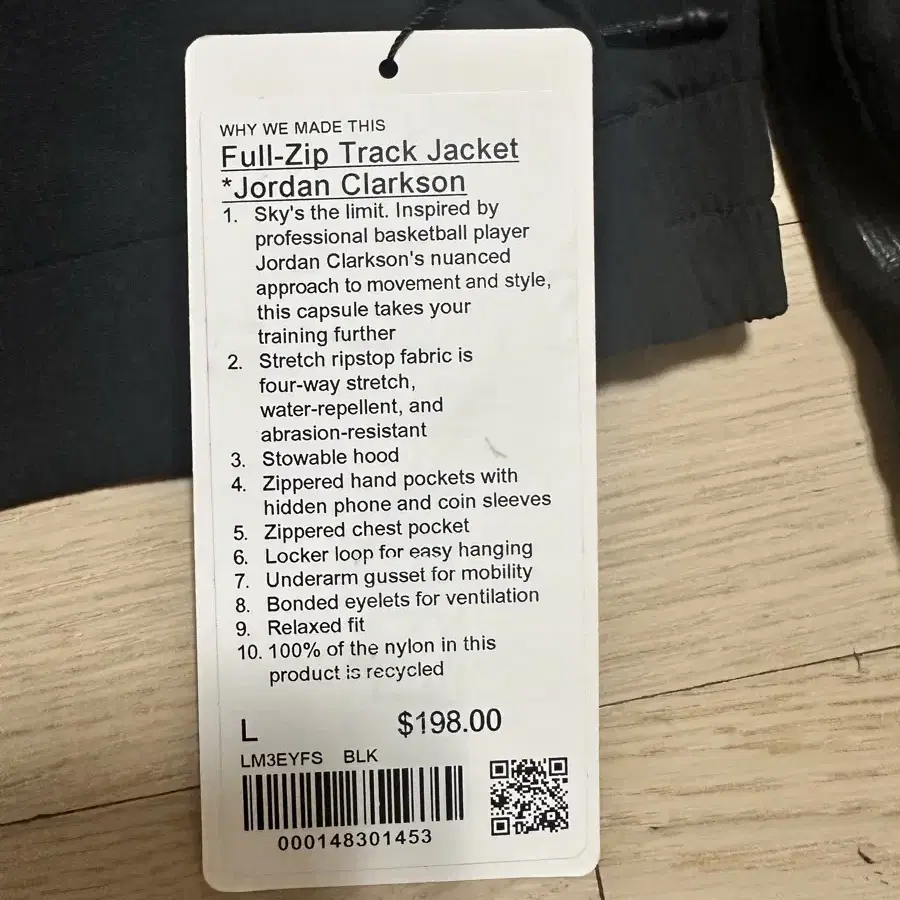 WHY WE MADE THIS
Full-Zip Track Jacket
*Jordan Clarkson
1. Sky's the limit. Inspired by
professional basketball player
Jordan Clarkson's nuanced
approach to movement and style,
this capsule takes your
training further
2. Stretch ripstop fabric is
four-way stretch,
water-repellent, and
abrasion-resistant
3. Stowable hood
4. Zippered hand pockets with
hidden phone and coin sleeves
5. Zippered chest pocket
6. Locker loop for easy hanging
7. Underarm gusset for mobility
8. Bonded eyelets for ventilation
9. Relaxed fit
10. 100% of the nylon in this
product is recycled
L $198.00
LM3EYFS BLK
000148301453